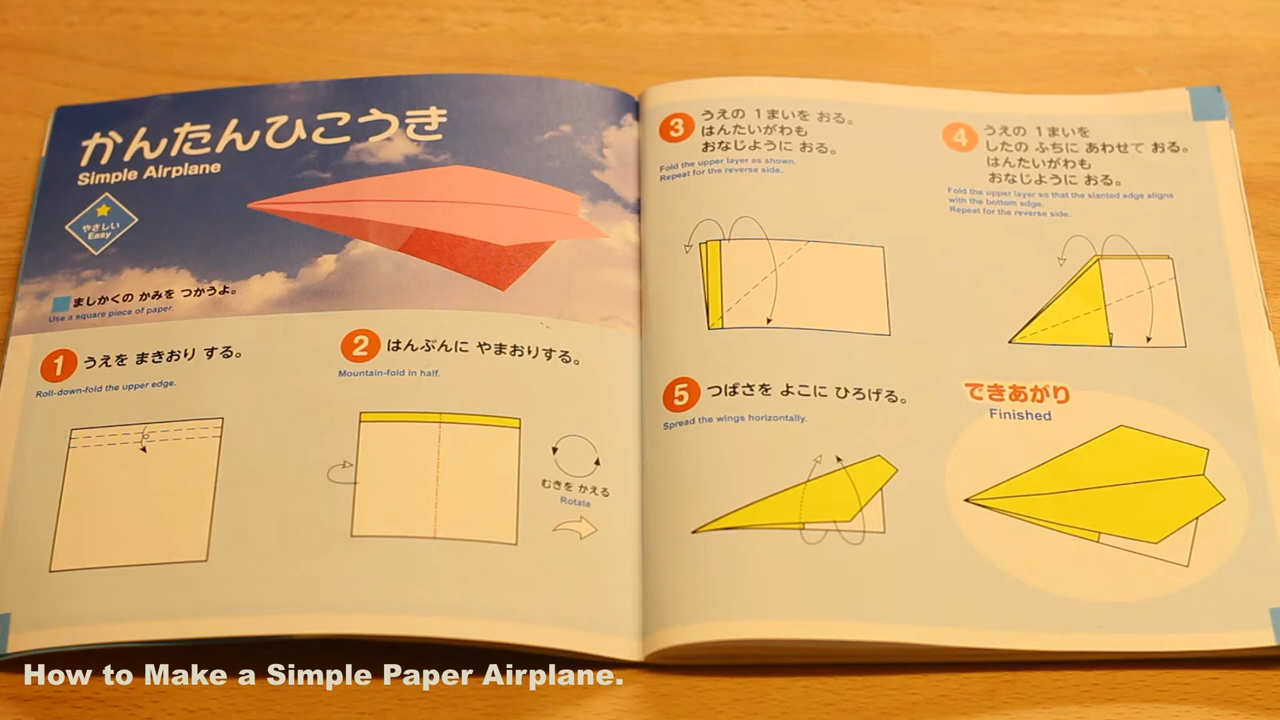 かんたんひこうき
Simple Airplane
やさしい
Easy
ましかくの かみを つかうよ。
Use a square piece of paper.
1 うえを まきおり する。
Roll-down-fold the upper edge.
2 はんぶんに やまおりする。
Mountain-fold in half.
むきを かえる
Rotate
3 うえの 1まいを おる。
はんたいがわも
おなじように おる。
Fold the upper layer as shown.
Repeat for the reverse side.
4 うえの 1まいを
したの ふちに あわせて おる。
はんたいがわも
おなじように おる。
Fold the upper layer so that the slanted edge aligns
with the bottom edge.
Repeat for the reverse side.
5 つばさを よこに ひろげる。
Spread the wings horizontally.
できあがり
Finished
How to Make a Simple Paper Airplane.